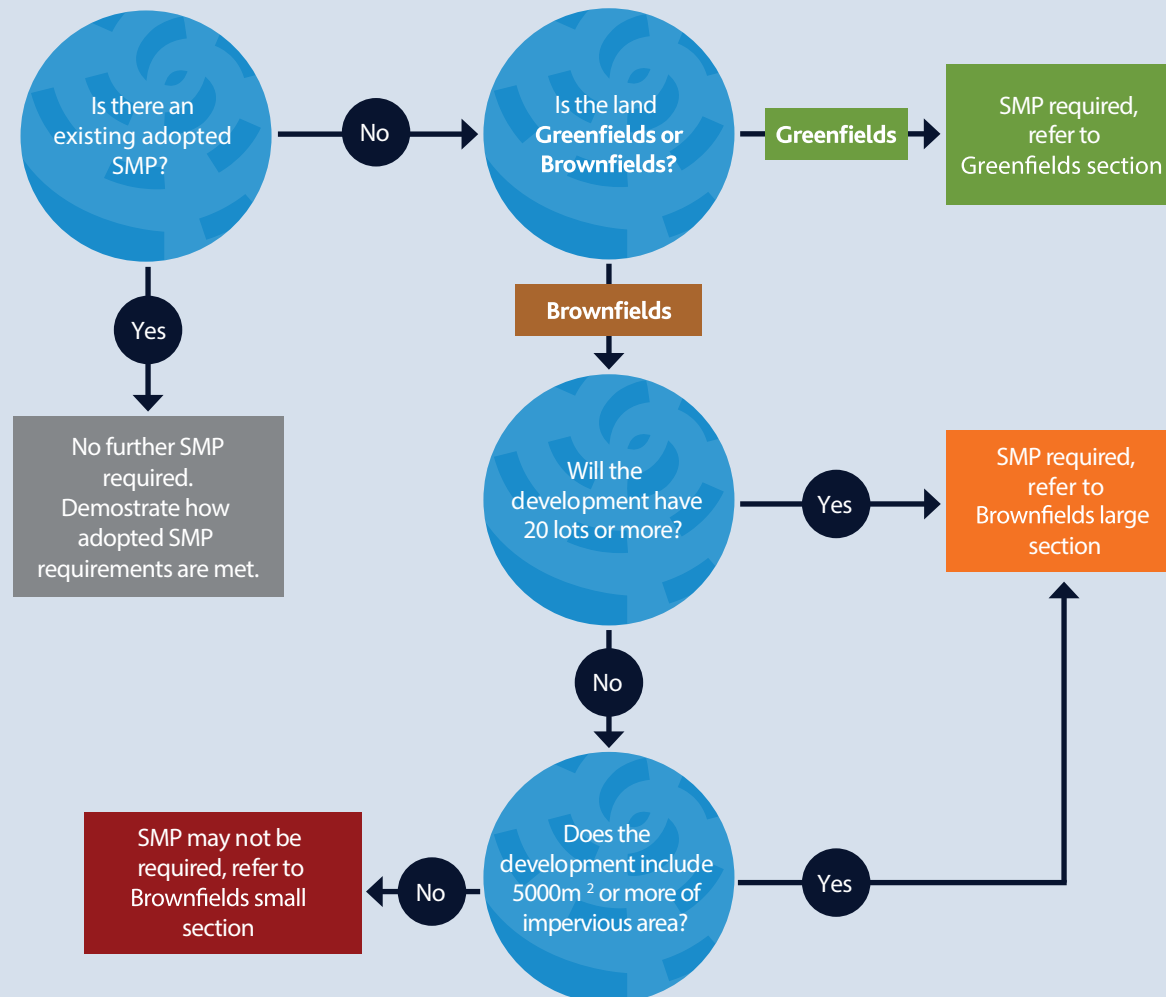 Is there an
existing adopted
SMP?
No
Is the land
Greenfields or
Brownfields?
Greenfields
SMP required,
refer to
Greenfields section
Yes
Brownfields
No further SMP
required.
Demostrate how
adopted SMP
requirements are met.
Will the
development have
20 lots or more?
Yes
SMP required,
refer to
Brownfields large
section
No
SMP may not be
required, refer to
Brownfields small
section
No
Does the
development include
5000m ² or more of
impervious area?
Yes